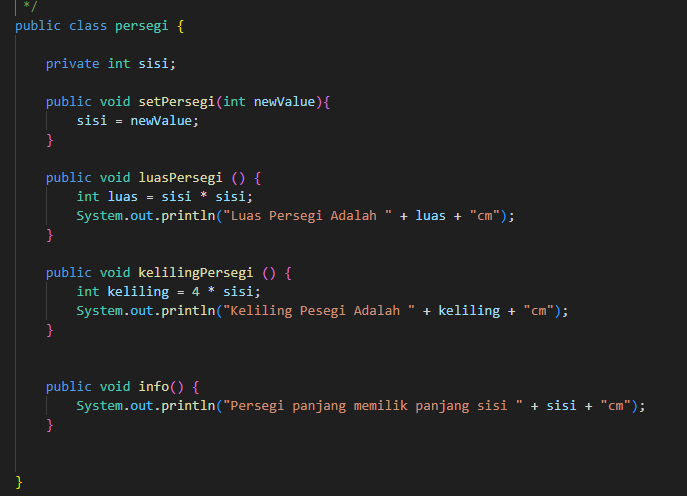 */
public class persegi {
private int sisi;
public void setPersegi(int newValue){
sisi = newValue;
}
public void luasPersegi () {
int luas = sisi * sisi;
System.out.println("Luas Persegi Adalah " + luas + "cm");
}
public void kelilingPersegi () {
int keliling = 4 * sisi;
System.out.println("Keliling Pesegi Adalah " + keliling + "cm");
}
public void info() {
System.out.println("Persegi panjang memilik panjang sisi " + sisi + "cm");
}
}